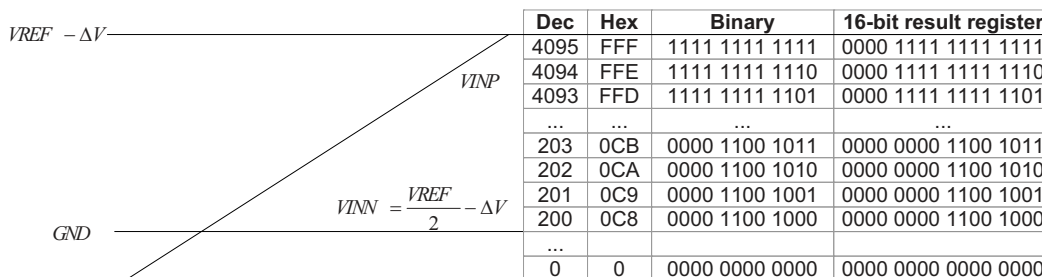 Dec Hex Binary 16-bit result register
VREF − ΔV
4095 FFF 1111 1111 1111 0000 1111 1111 1111
4094 FFE 1111 1111 1110 0000 1111 1111 1110
VINP
4093 FFD 1111 1111 1101 0000 1111 1111 1101
... ... ... ...
203 0CB 0000 1100 1011 0000 0000 1100 1011
202 0CA 0000 1100 1010 0000 0000 1100 1010
201 0C9 0000 1100 1001 0000 0000 1100 1001
VINN = VREF/2 − ΔV
200 0C8 0000 1100 1000 0000 0000 1100 1000
GND
...
0 0 0000 0000 0000 0000 0000 0000 0000